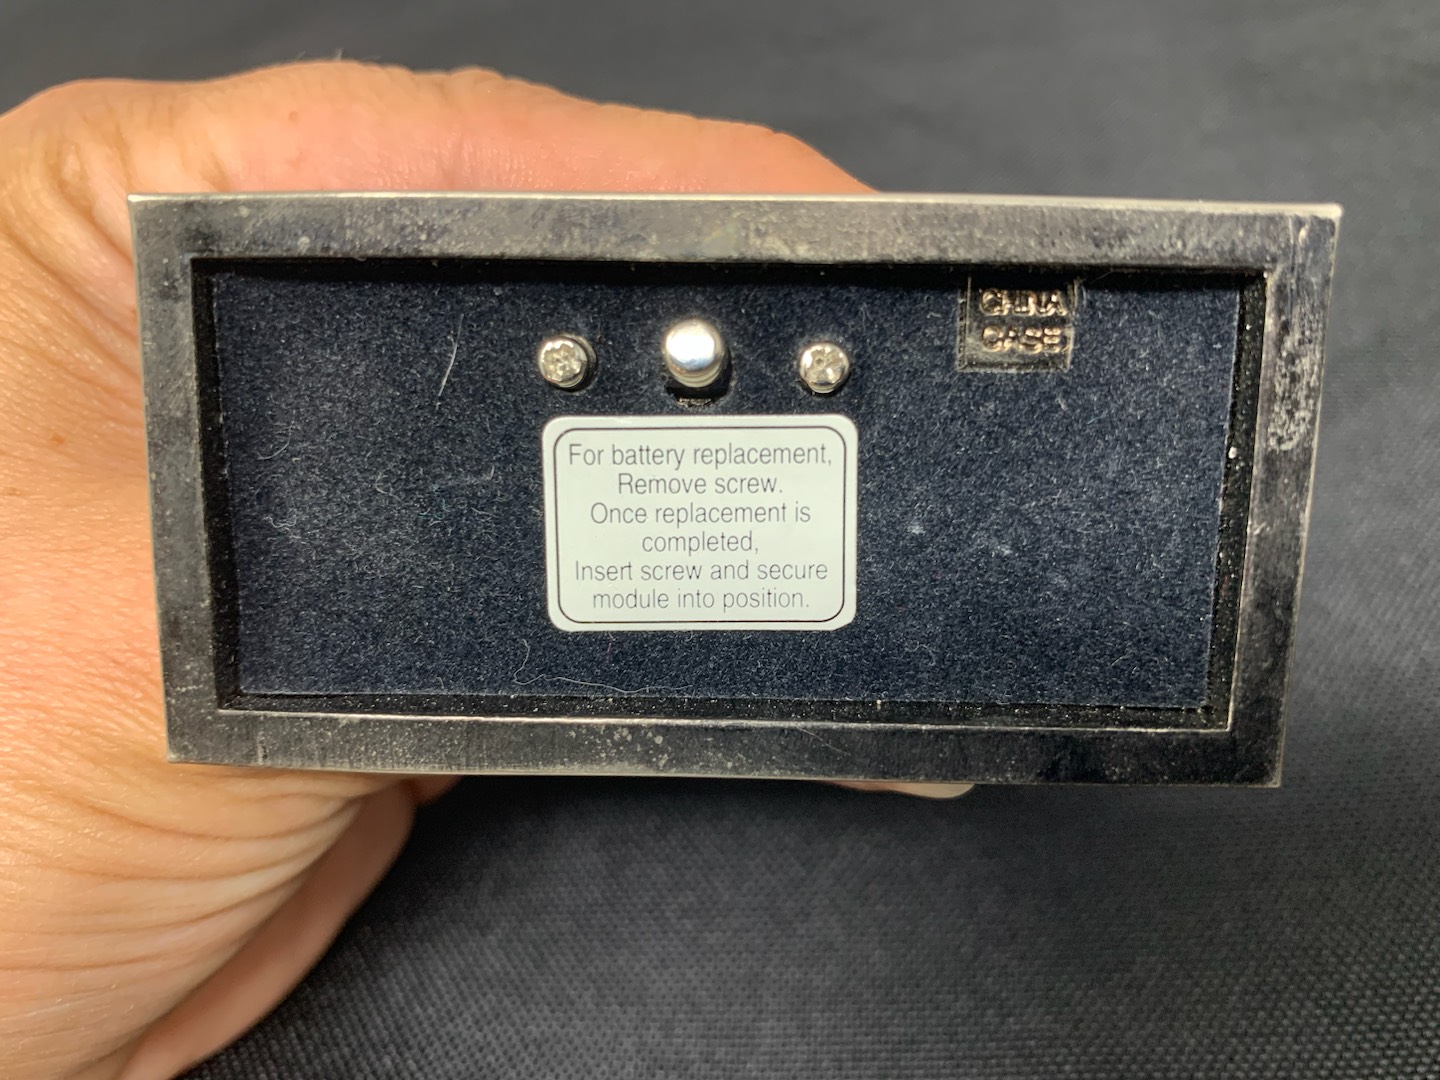 CHINA
CASE
For battery replacement,
Remove screw.
Once replacement is
completed,
Insert screw and secure
module into position.